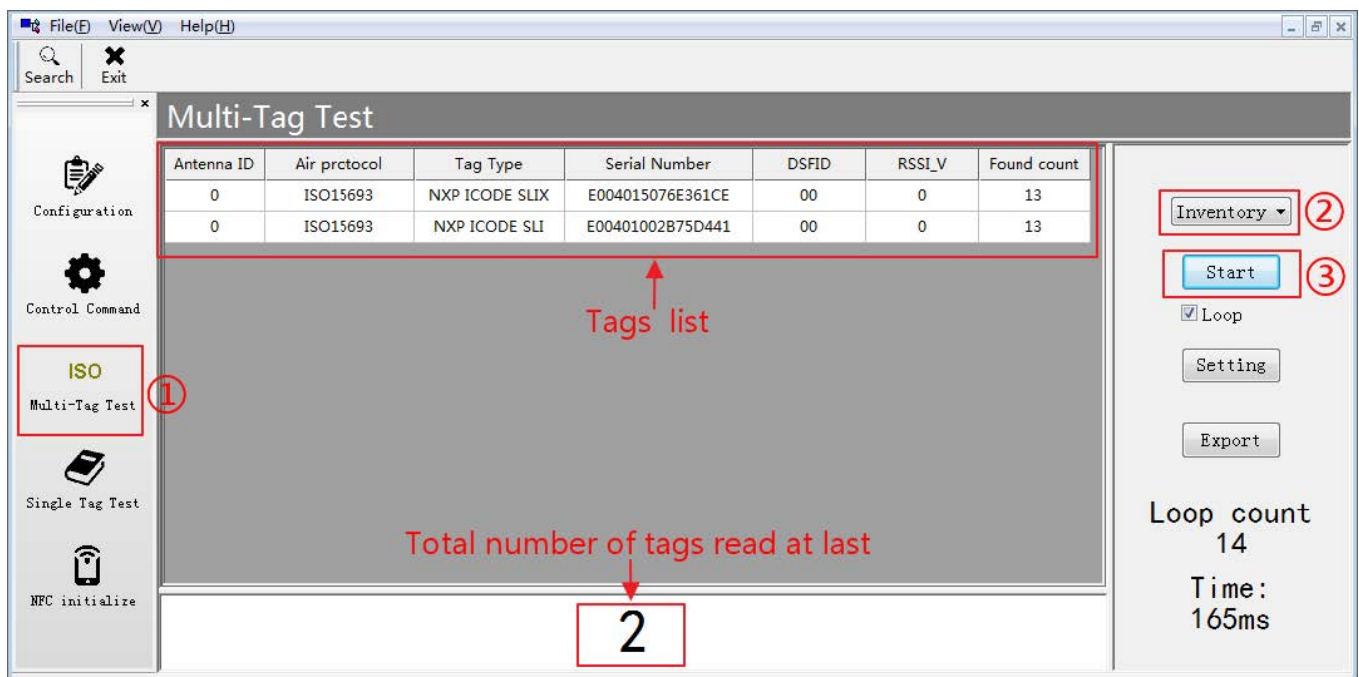 File(F) View(V) Help(H)
Search Exit
Multi-Tag Test
Configuration
Control Command
ISO
Multi-Tag Test
①
Single Tag Test
NFC initialize
Antenna ID Air prctocol Tag Type Serial Number DSFID RSSI_V Found count
0 ISO15693 NXP ICODE SLIX E004015076E361CE 00 0 13
0 ISO15693 NXP ICODE SLI E00401002B75D441 00 0 13
Tags' list
Total number of tags read at last
2
Inventory ②
Start ③
Loop
Setting
Export
Loop count
14
Time:
165ms